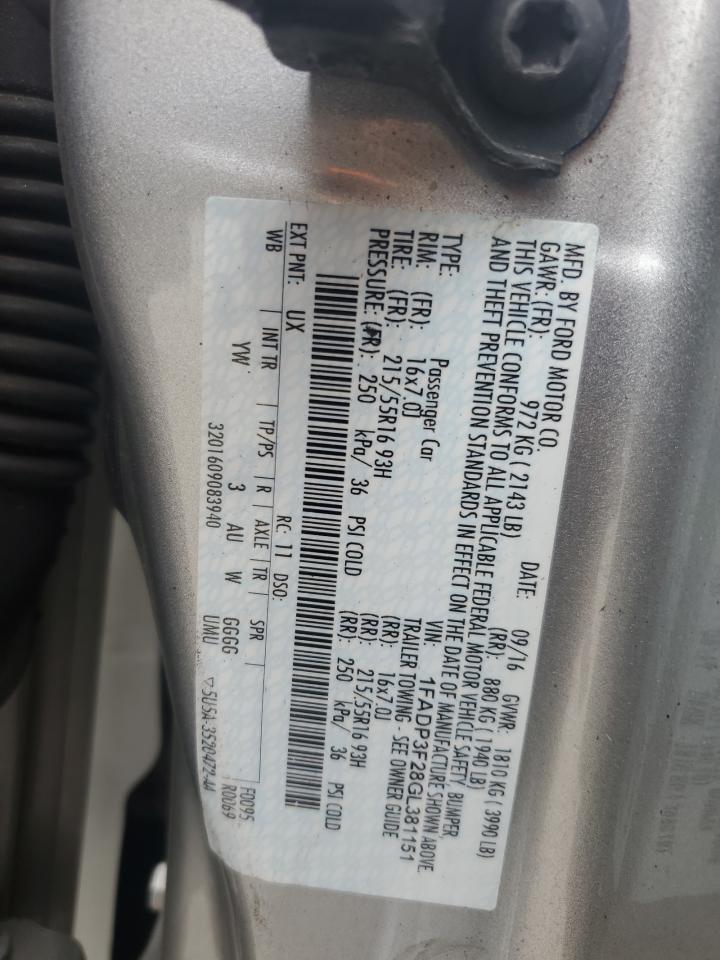 MFD. BY FORD MOTOR CO.
DATE: 09/16 GVWR: 1810 KG ( 3990 LB)
GAWR: (FR): 972 KG ( 2143 LB) (RR): 880 KG ( 1940 LB)
THIS VEHICLE CONFORMS TO ALL APPLICABLE FEDERAL MOTOR VEHICLE SAFETY, BUMPER,
AND THEFT PREVENTION STANDARDS IN EFFECT ON THE DATE OF MANUFACTURE SHOWN ABOVE.
VIN: 1FADP3F28GL381151
TYPE: Passenger Car TRAILER TOWING - SEE OWNER GUIDE
RIM: (FR): 16x7.0J (RR): 16x7.0J
TIRE: (FR): 215/55R16 93H (RR): 215/55R16 93H
PRESSURE: (FR): 250 kPa/ 36 PSI COLD (RR): 250 kPa/ 36 PSI COLD
EXT PNT: UX RC: 11 DSO:
WB INT TR TP/PS R AXLE TR SPR
YW 3 AU W GGGG F0095
3201609083940 UMU R0069
▽5U5A-3520472-AA